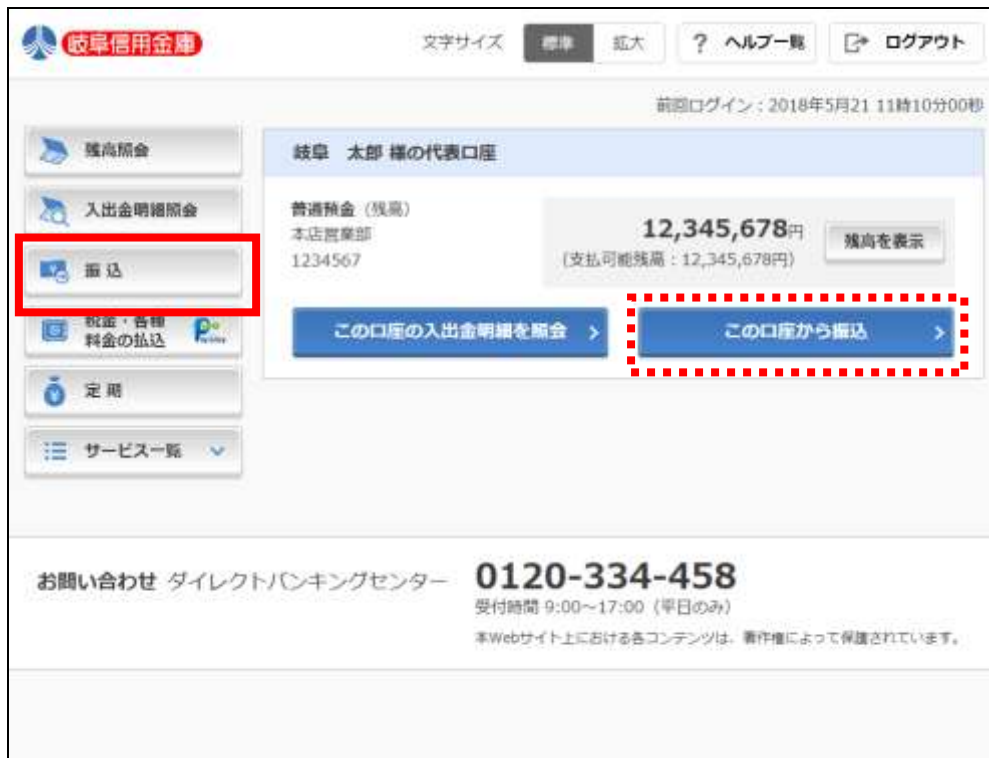 岐阜信用金庫
文字サイズ 標準 拡大 ? ヘルプ一覧 ログアウト
前回ログイン：2018年5月21 11時10分00秒
残高照会
入出金明細照会
振込
税金・各種
料金の払込
定期
サービス一覧
岐阜 太郎 様の代表口座
普通預金（残高）
本店営業部
1234567
12,345,678円
(支払可能残高：12,345,678円)
残高を表示
この口座の入出金明細を照会 >
この口座から振込 >
お問い合わせ ダイレクトバンキングセンター
0120-334-458
受付時間 9:00～17:00（平日のみ）
本Webサイト上における各コンテンツは、著作権によって保護されています。